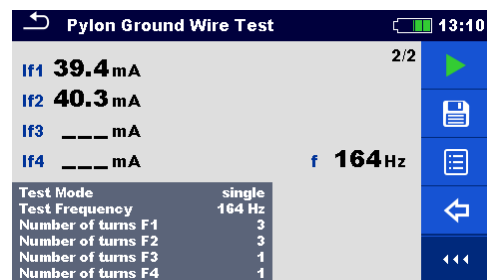 Pylon Ground Wire Test 13:10
2/2
If1 39.4 mA
If2 40.3 mA
If3 ___ mA
If4 ___ mA f 164 Hz
Test Mode single
Test Frequency 164 Hz
Number of turns F1 3
Number of turns F2 3
Number of turns F3 1
Number of turns F4 1